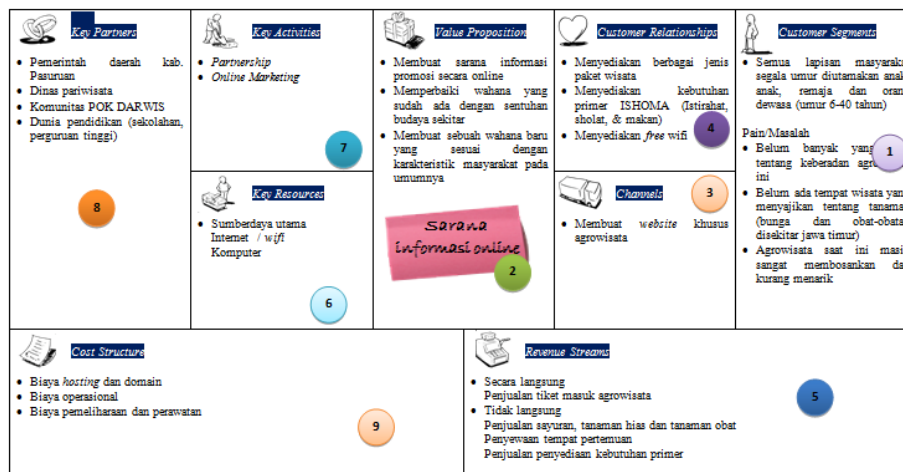 Key Partners
Pemerintah daerah kab.
Pasuruan
Dinas pariwisata
Komunitas POK DARWIS
Dunia pendidikan (sekolahan,
perguruan tinggi)
8
Key Activities
Partnership
Online Marketing
7
Key Resources
Sumberdaya utama
Internet / wifi
Komputer
6
Value Proposition
Membuat sarana informasi
promosi secara online
Memperbaiki wahana yang
sudah ada dengan sentuhan
budaya sekitar
Membuat sebuah wahana baru
yang sesuai dengan
karakteristik masyarakat pada
umumnya
Sarana
informasi online
2
Customer Relationships
Menyediakan berbagai jenis
paket wisata
Menyediakan kebutuhan
primer ISHOMA (Istirahat,
sholat, & makan)
Menyediakan free wifi
4
Channels
3
Membuat website khusus
agrowisata
Customer Segments
Semua lapisan masyaraka
segala umur diutamakan anak
anak, remaja dan oran
dewasa (umur 6-40 tahun)
Pain/Masalah
Belum banyak yang
tentang keberadan
ini
1
Belum ada tempat wisata yan
menyajikan tentang tanama
(bunga dan obat-obata
disekitar jawa timur)
Agrowisata saat ini masi
sangat membosankan da
kurang menarik
Cost Structure
Biaya hosting dan domain
Biaya operasional
Biaya pemeliharaan dan perawatan
9
Revenue Streams
Secara langsung
Penjualan tiket masuk agrowisata
Tidak langsung
Penjualan sayuran, tanaman hias dan tanaman obat
Penyewaan tempat pertemuan
Penjualan penyediaan kebutuhan primer
5